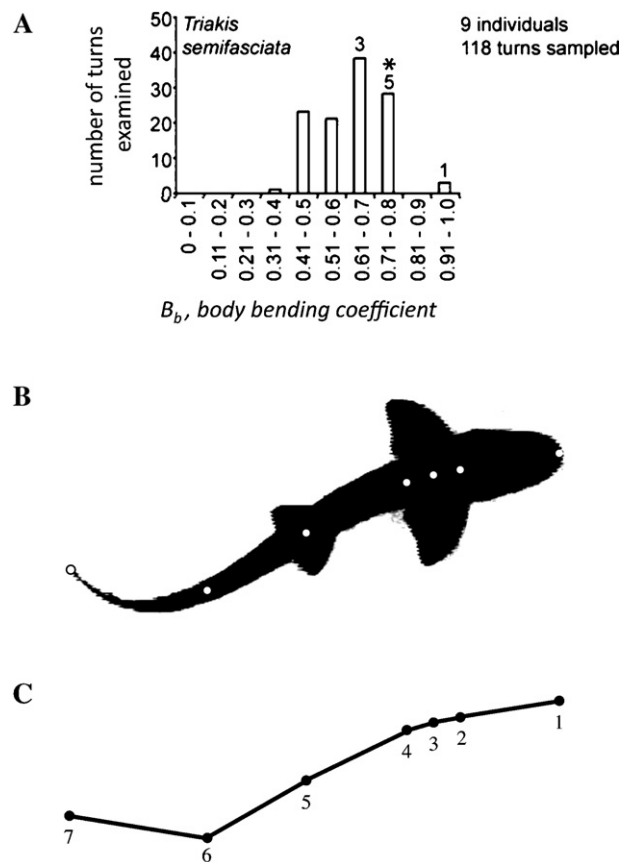 A
Triakis
semifasciata
9 individuals
118 turns sampled
number of turns
examined
50
40
30
20
10
0
3
*
5
1
0 - 0.1
0.11 - 0.2
0.21 - 0.3
0.31 - 0.4
0.41 - 0.5
0.51 - 0.6
0.61 - 0.7
0.71 - 0.8
0.81 - 0.9
0.91 - 1.0
Bb, body bending coefficient
B
C
1
2
3
4
5
6
7